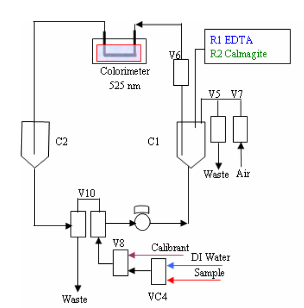 R1 EDTA
R2 Calmagite
V6
Colorimeter
525 nm
V5
V7
C2
C1
Waste
Air
V10
V8
Calibrant
DI Water
Sample
Waste
VC4